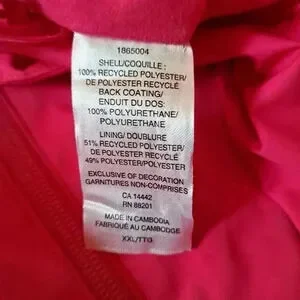 1865004
SHELL/COQUILLE:
100% RECYCLED POLYESTER/
DE POLYESTER RECYCLÉ
BACK COATING/
ENDUIT DU DOS:
100% POLYURETHANE/
POLYURETHANE
LINING/DOUBLURE
51% RECYCLED POLYESTER/
DE POLYESTER RECYCLÉ
49% POLYESTER/POLYESTER
EXCLUSIVE OF DECORATION
GARNITURES NON-COMPRISES
CA 14442
RN 88201
MADE IN CAMBODIA
FABRIQUÉ AU CAMBODGE
XXL/TTG